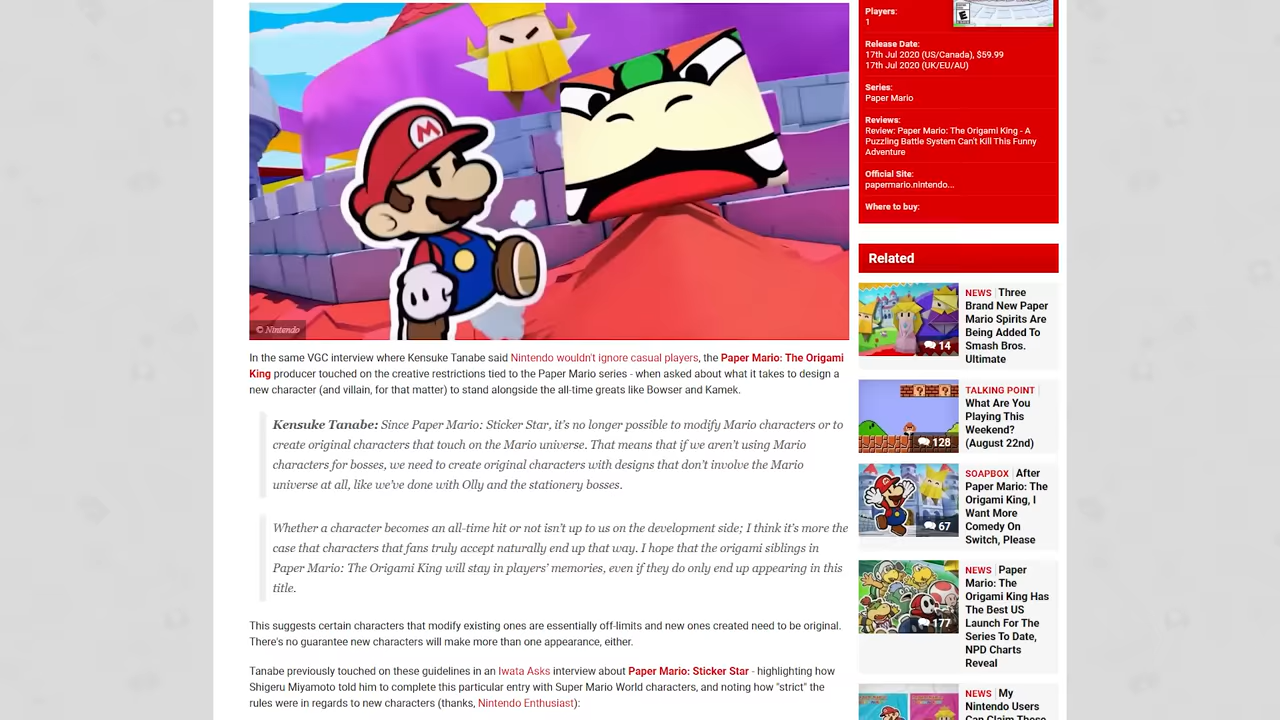 M
© Nintendo
In the same VGC interview where Kensuke Tanabe said Nintendo wouldn't ignore casual players, the Paper Mario: The Origami
King producer touched on the creative restrictions tied to the Paper Mario series - when asked about what it takes to design a
new character (and villain, for that matter) to stand alongside the all-time greats like Bowser and Kamek.
Kensuke Tanabe: Since Paper Mario: Sticker Star, it's no longer possible to modify Mario characters or to
create original characters that touch on the Mario universe. That means that if we aren't using Mario
characters for bosses, we need to create original characters with designs that don't involve the Mario
universe at all, like we've done with Olly and the stationery bosses.
Whether a character becomes an all-time hit or not isn't up to us on the development side; I think it's more the
case that characters that fans truly accept naturally end up that way. I hope that the origami siblings in
Paper Mario: The Origami King will stay in players' memories, even if they do only end up appearing in this
title.
This suggests certain characters that modify existing ones are essentially off-limits and new ones created need to be original.
There's no guarantee new characters will make more than one appearance, either.
Tanabe previously touched on these guidelines in an Iwata Asks interview about Paper Mario: Sticker Star - highlighting how
Shigeru Miyamoto told him to complete this particular entry with Super Mario World characters, and noting how "strict" the
rules were in regards to new characters (thanks, Nintendo Enthusiast):
Players:
1
E
Release Date:
17th Jul 2020 (US/Canada), $59.99
17th Jul 2020 (UK/EU/AU)
Series:
Paper Mario
Reviews:
Review: Paper Mario: The Origami King - A
Puzzling Battle System Can't Kill This Funny
Adventure
Official Site:
papermario.nintendo...
Where to buy:
Related
NEWS Three
Brand New Paper
Mario Spirits Are
Being Added To
Smash Bros.
Ultimate
14
TALKING POINT
What Are You
Playing This
Weekend?
(August 22nd)
128
SOAPBOX After
Paper Mario: The
Origami King, I
Want More
Comedy On
Switch, Please
67
NEWS Paper
Mario: The
Origami King Has
The Best US
Launch For The
Series To Date,
NPD Charts
Reveal
177
NEWS My
Nintendo Users
Can Claim These